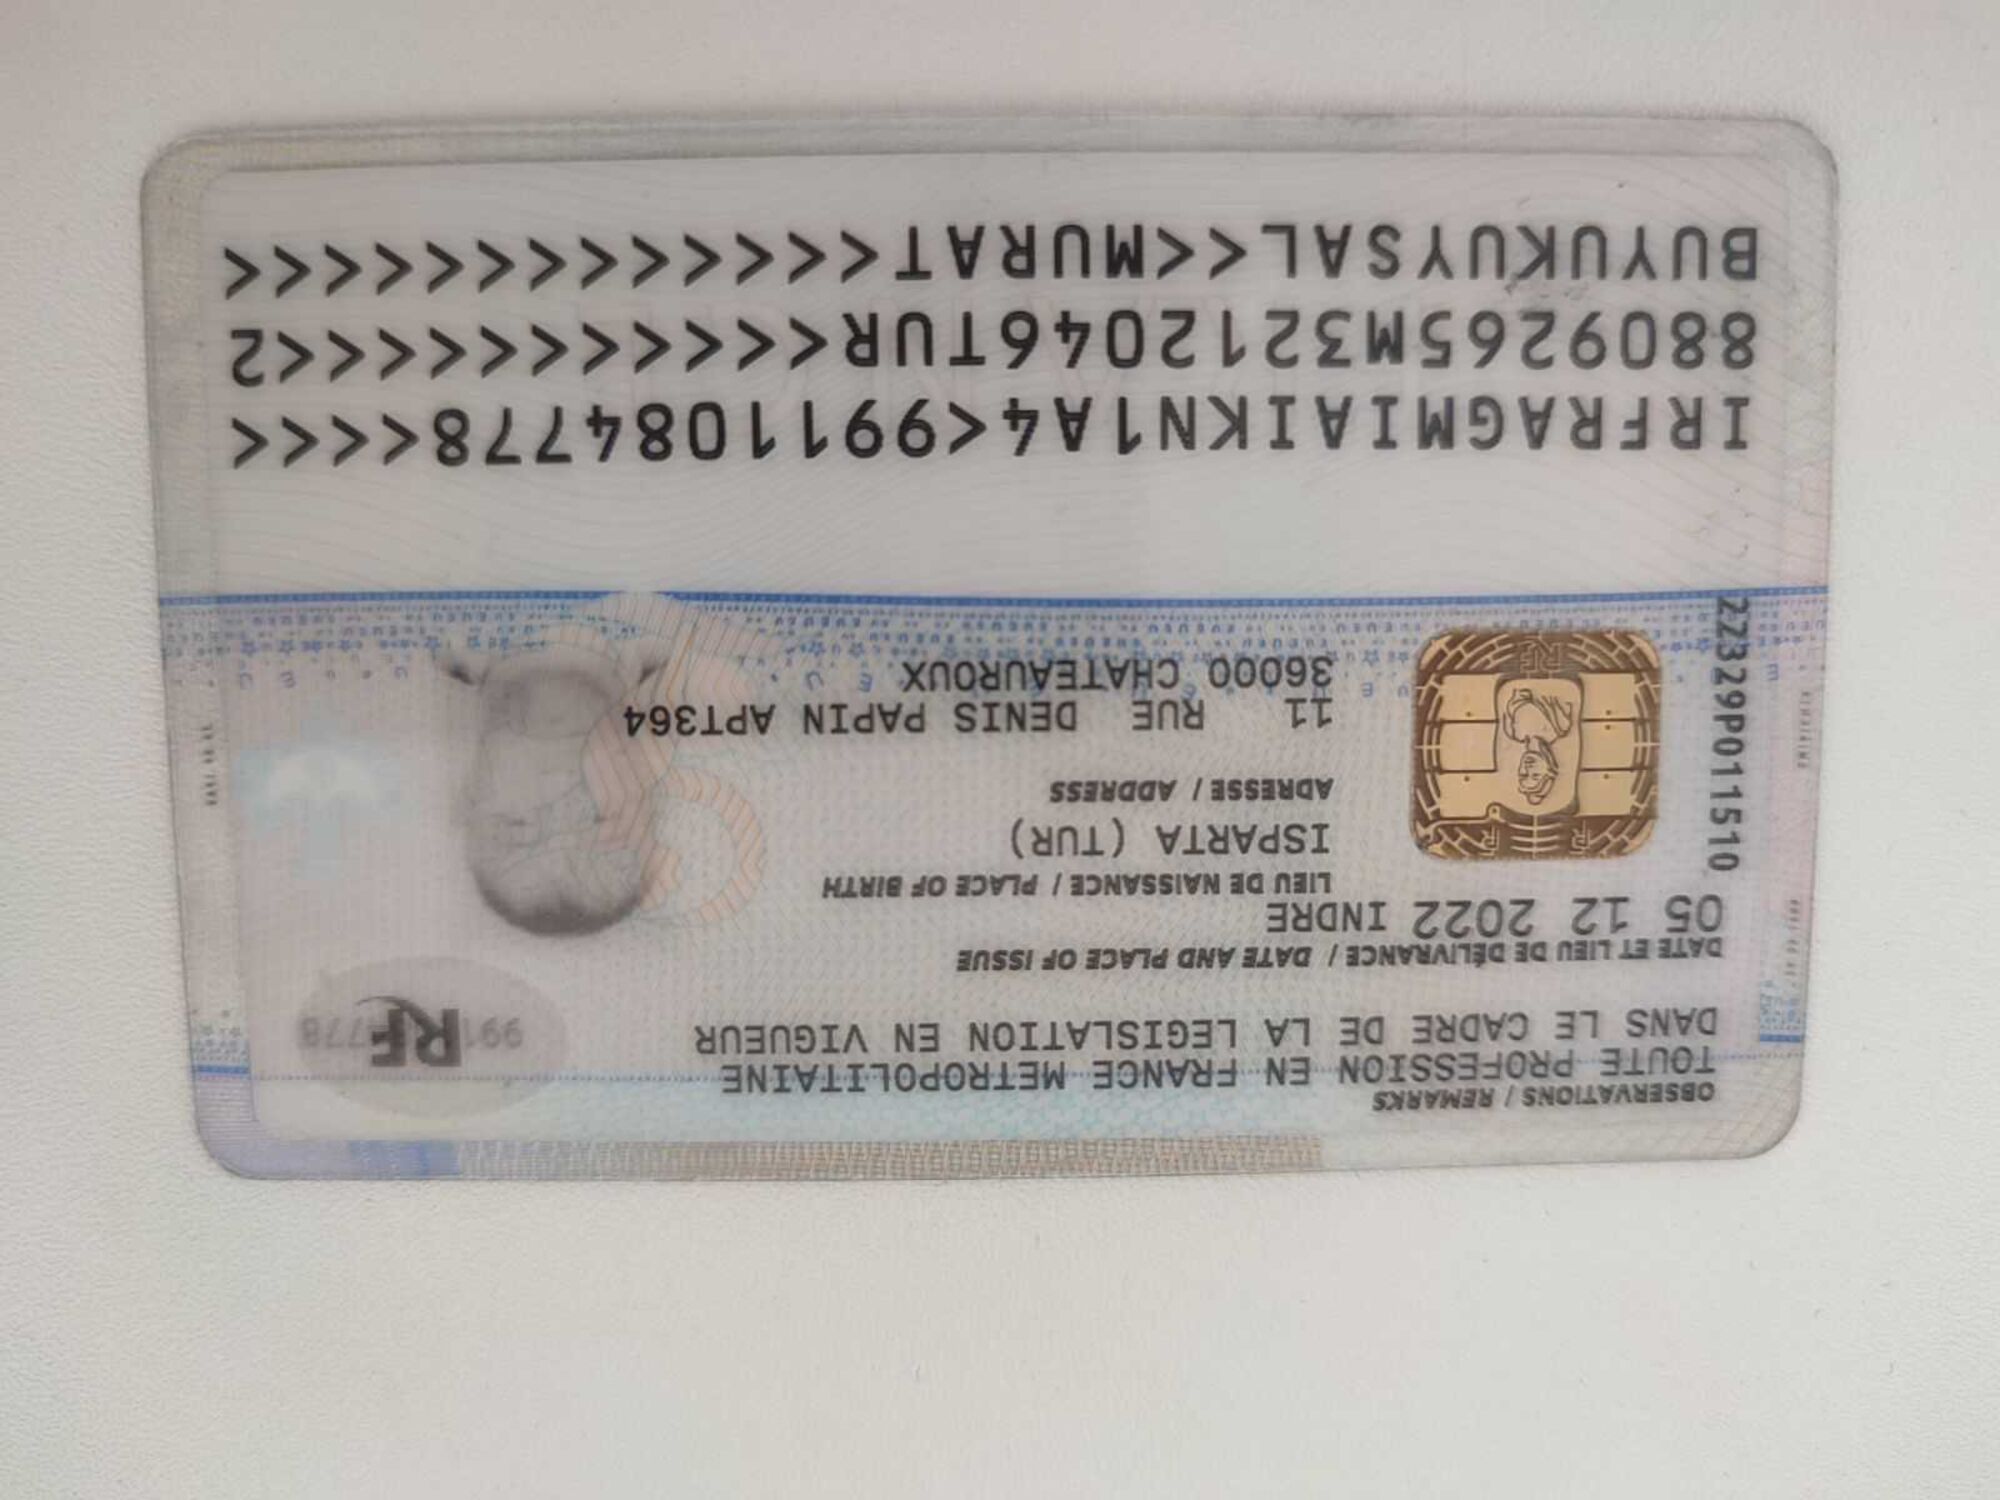 OBSERVATIONS / REMARKS
TOUTE PROFESSION EN FRANCE METROPOLITAINE
DANS LE CADRE DE LA LEGISLATION EN VIGUEUR
RF
DATE ET LIEU DE DÉLIVRANCE / DATE AND PLACE OF ISSUE
05 12 2022 INDRE
LIEU DE NAISSANCE / PLACE OF BIRTH
ISPARTA (TUR)
ADRESSE / ADDRESS
11 RUE DENIS PAPIN APT364
36000 CHATEAUROUX
2Z329P011510
IRFRAGMIAIKN1A4<9911084778<<<<
8809265M3212046TUR<<<<<<<<<<<2
BUYUKUYSAL<<MURAT<<<<<<<<<<<<<